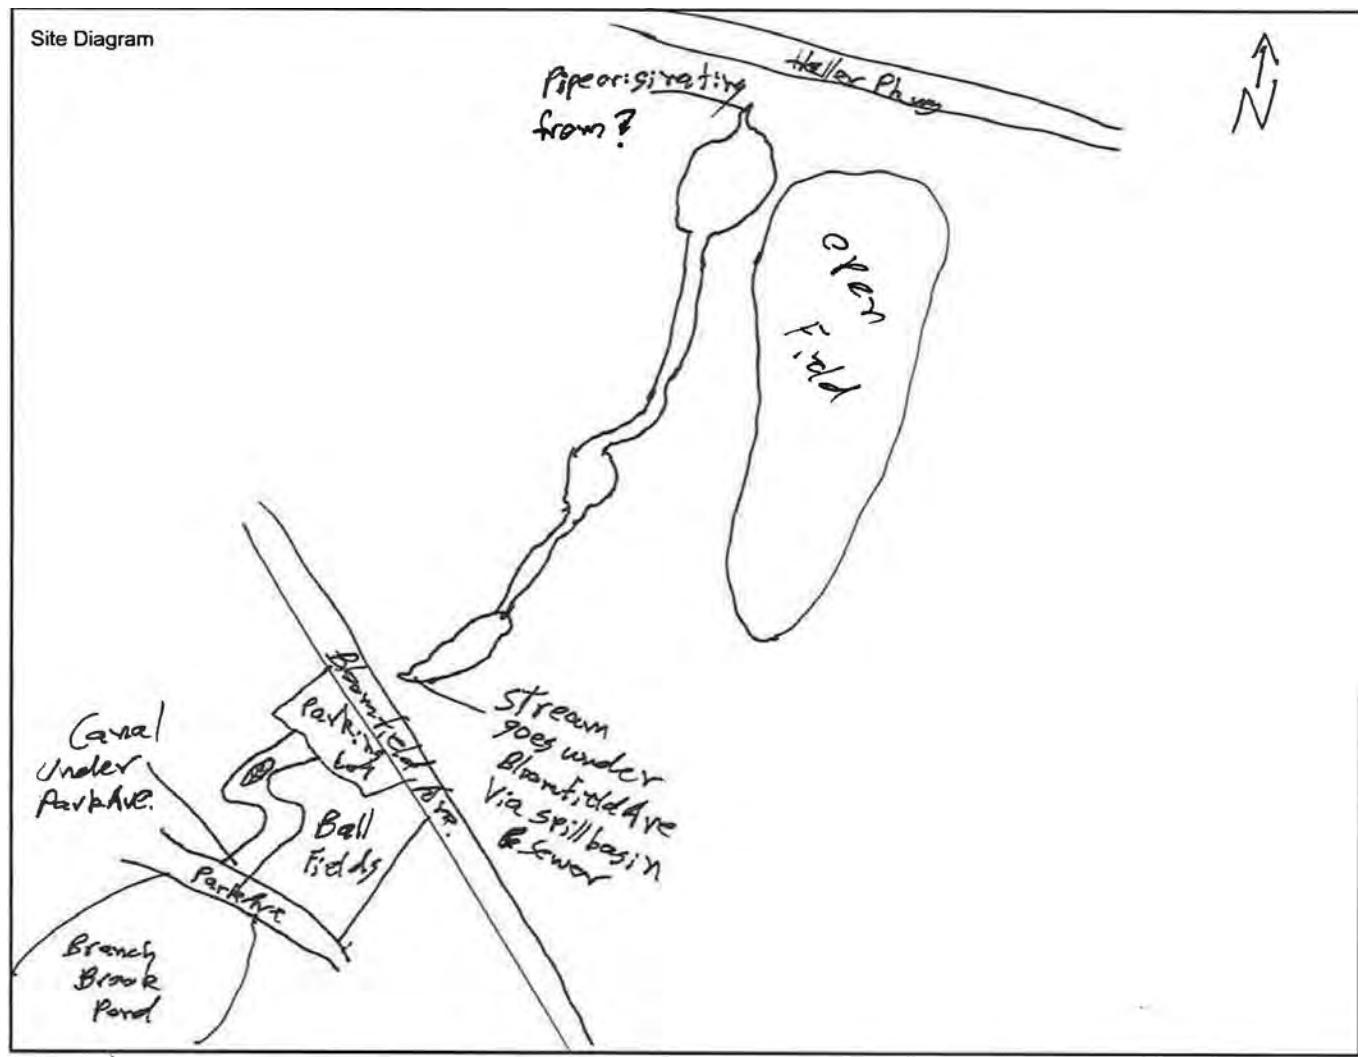 Site Diagram
N
Heller Pkwy
Pipe originating
from?
open
Field
Bloomfield Ave.
Parking
Lot
Stream
goes under
Bloomfield Ave
Via spill basin
& sewer
Canal
Under
Park Ave.
Ball
Fields
Park Ave
Branch
Brook
Pond